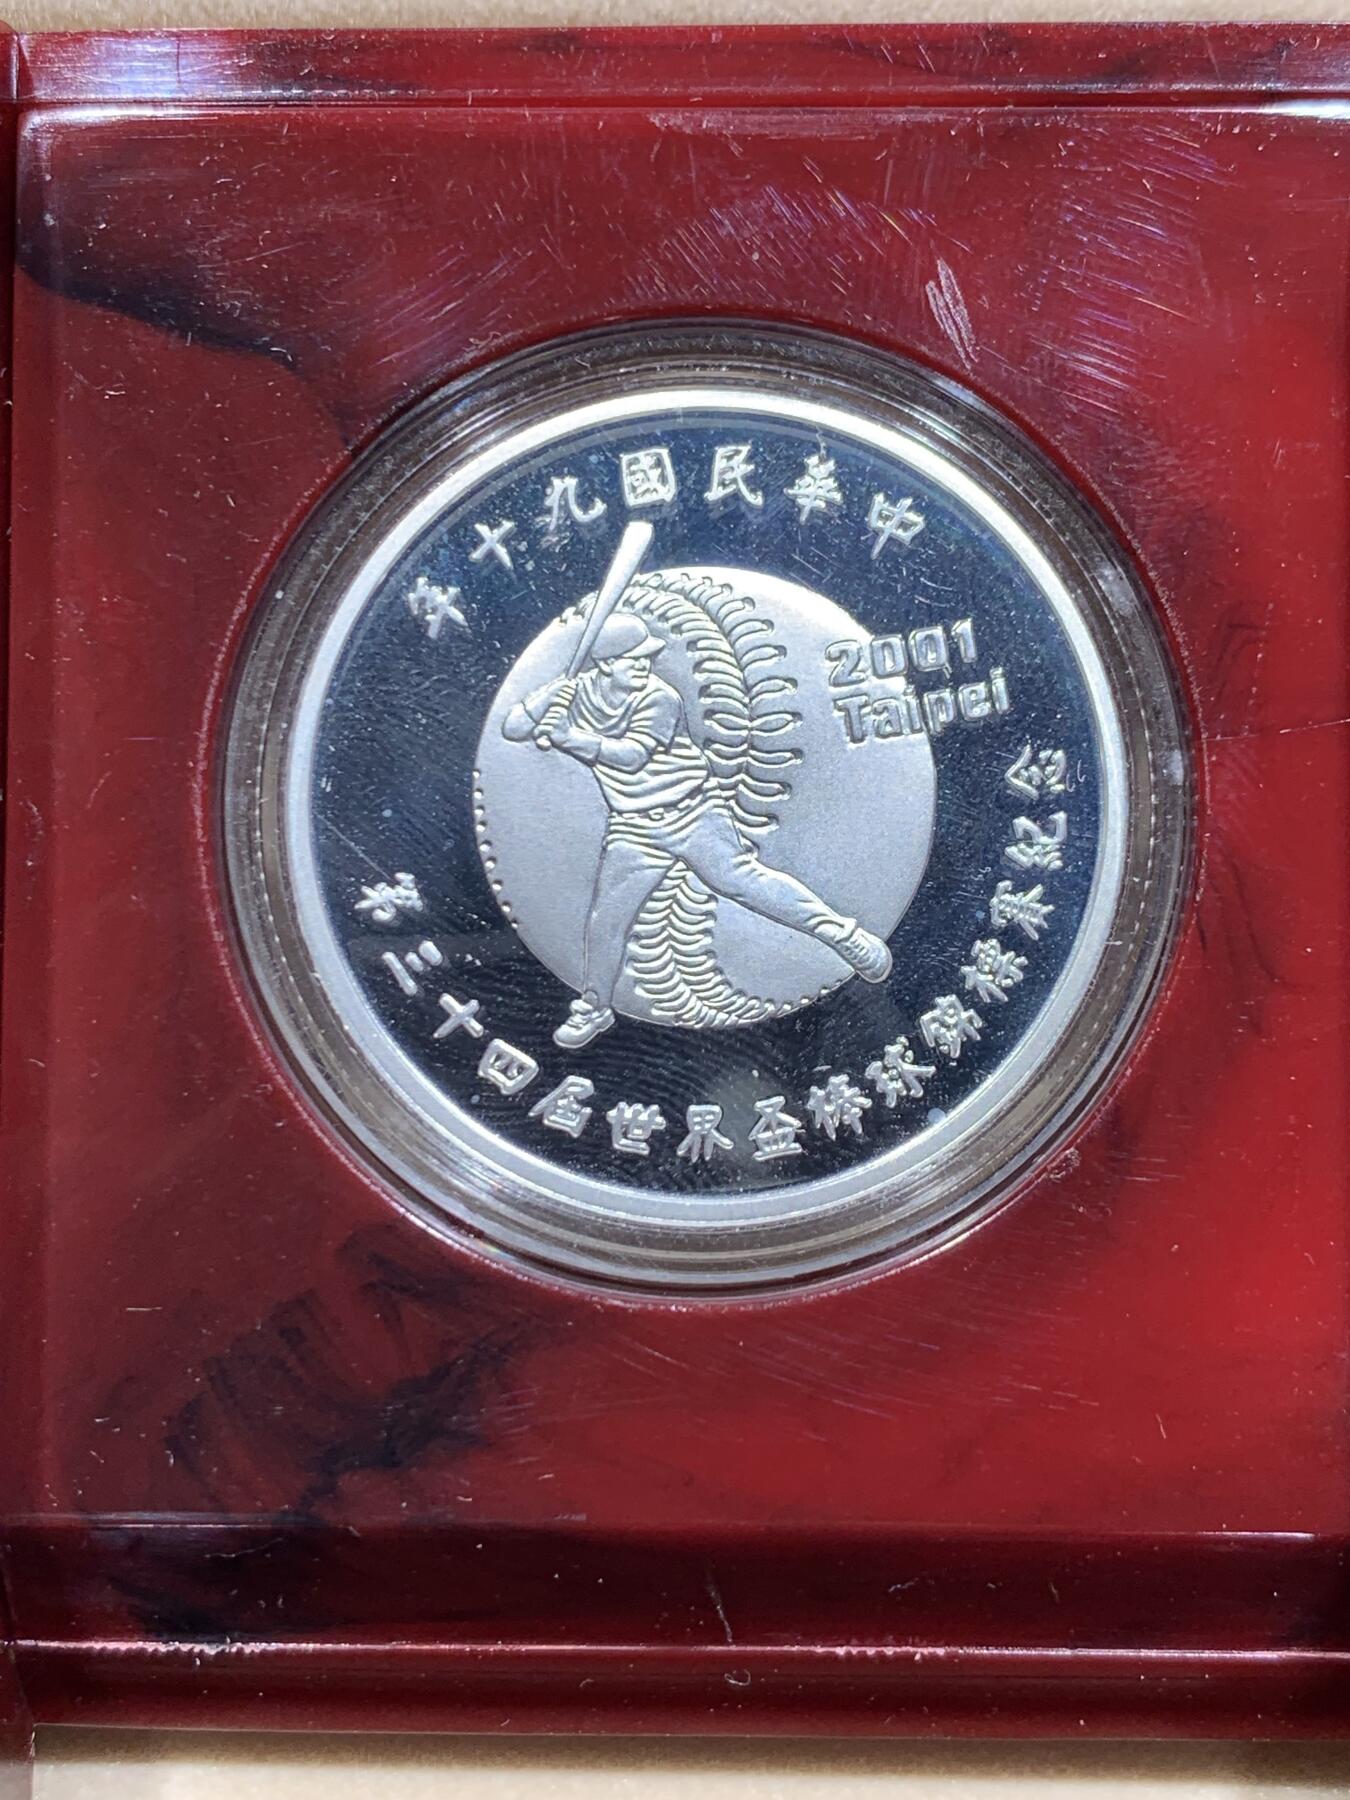 年十九國民華中
2001
Taipei
第三十四屆世界盃棒球錦標賽紀念